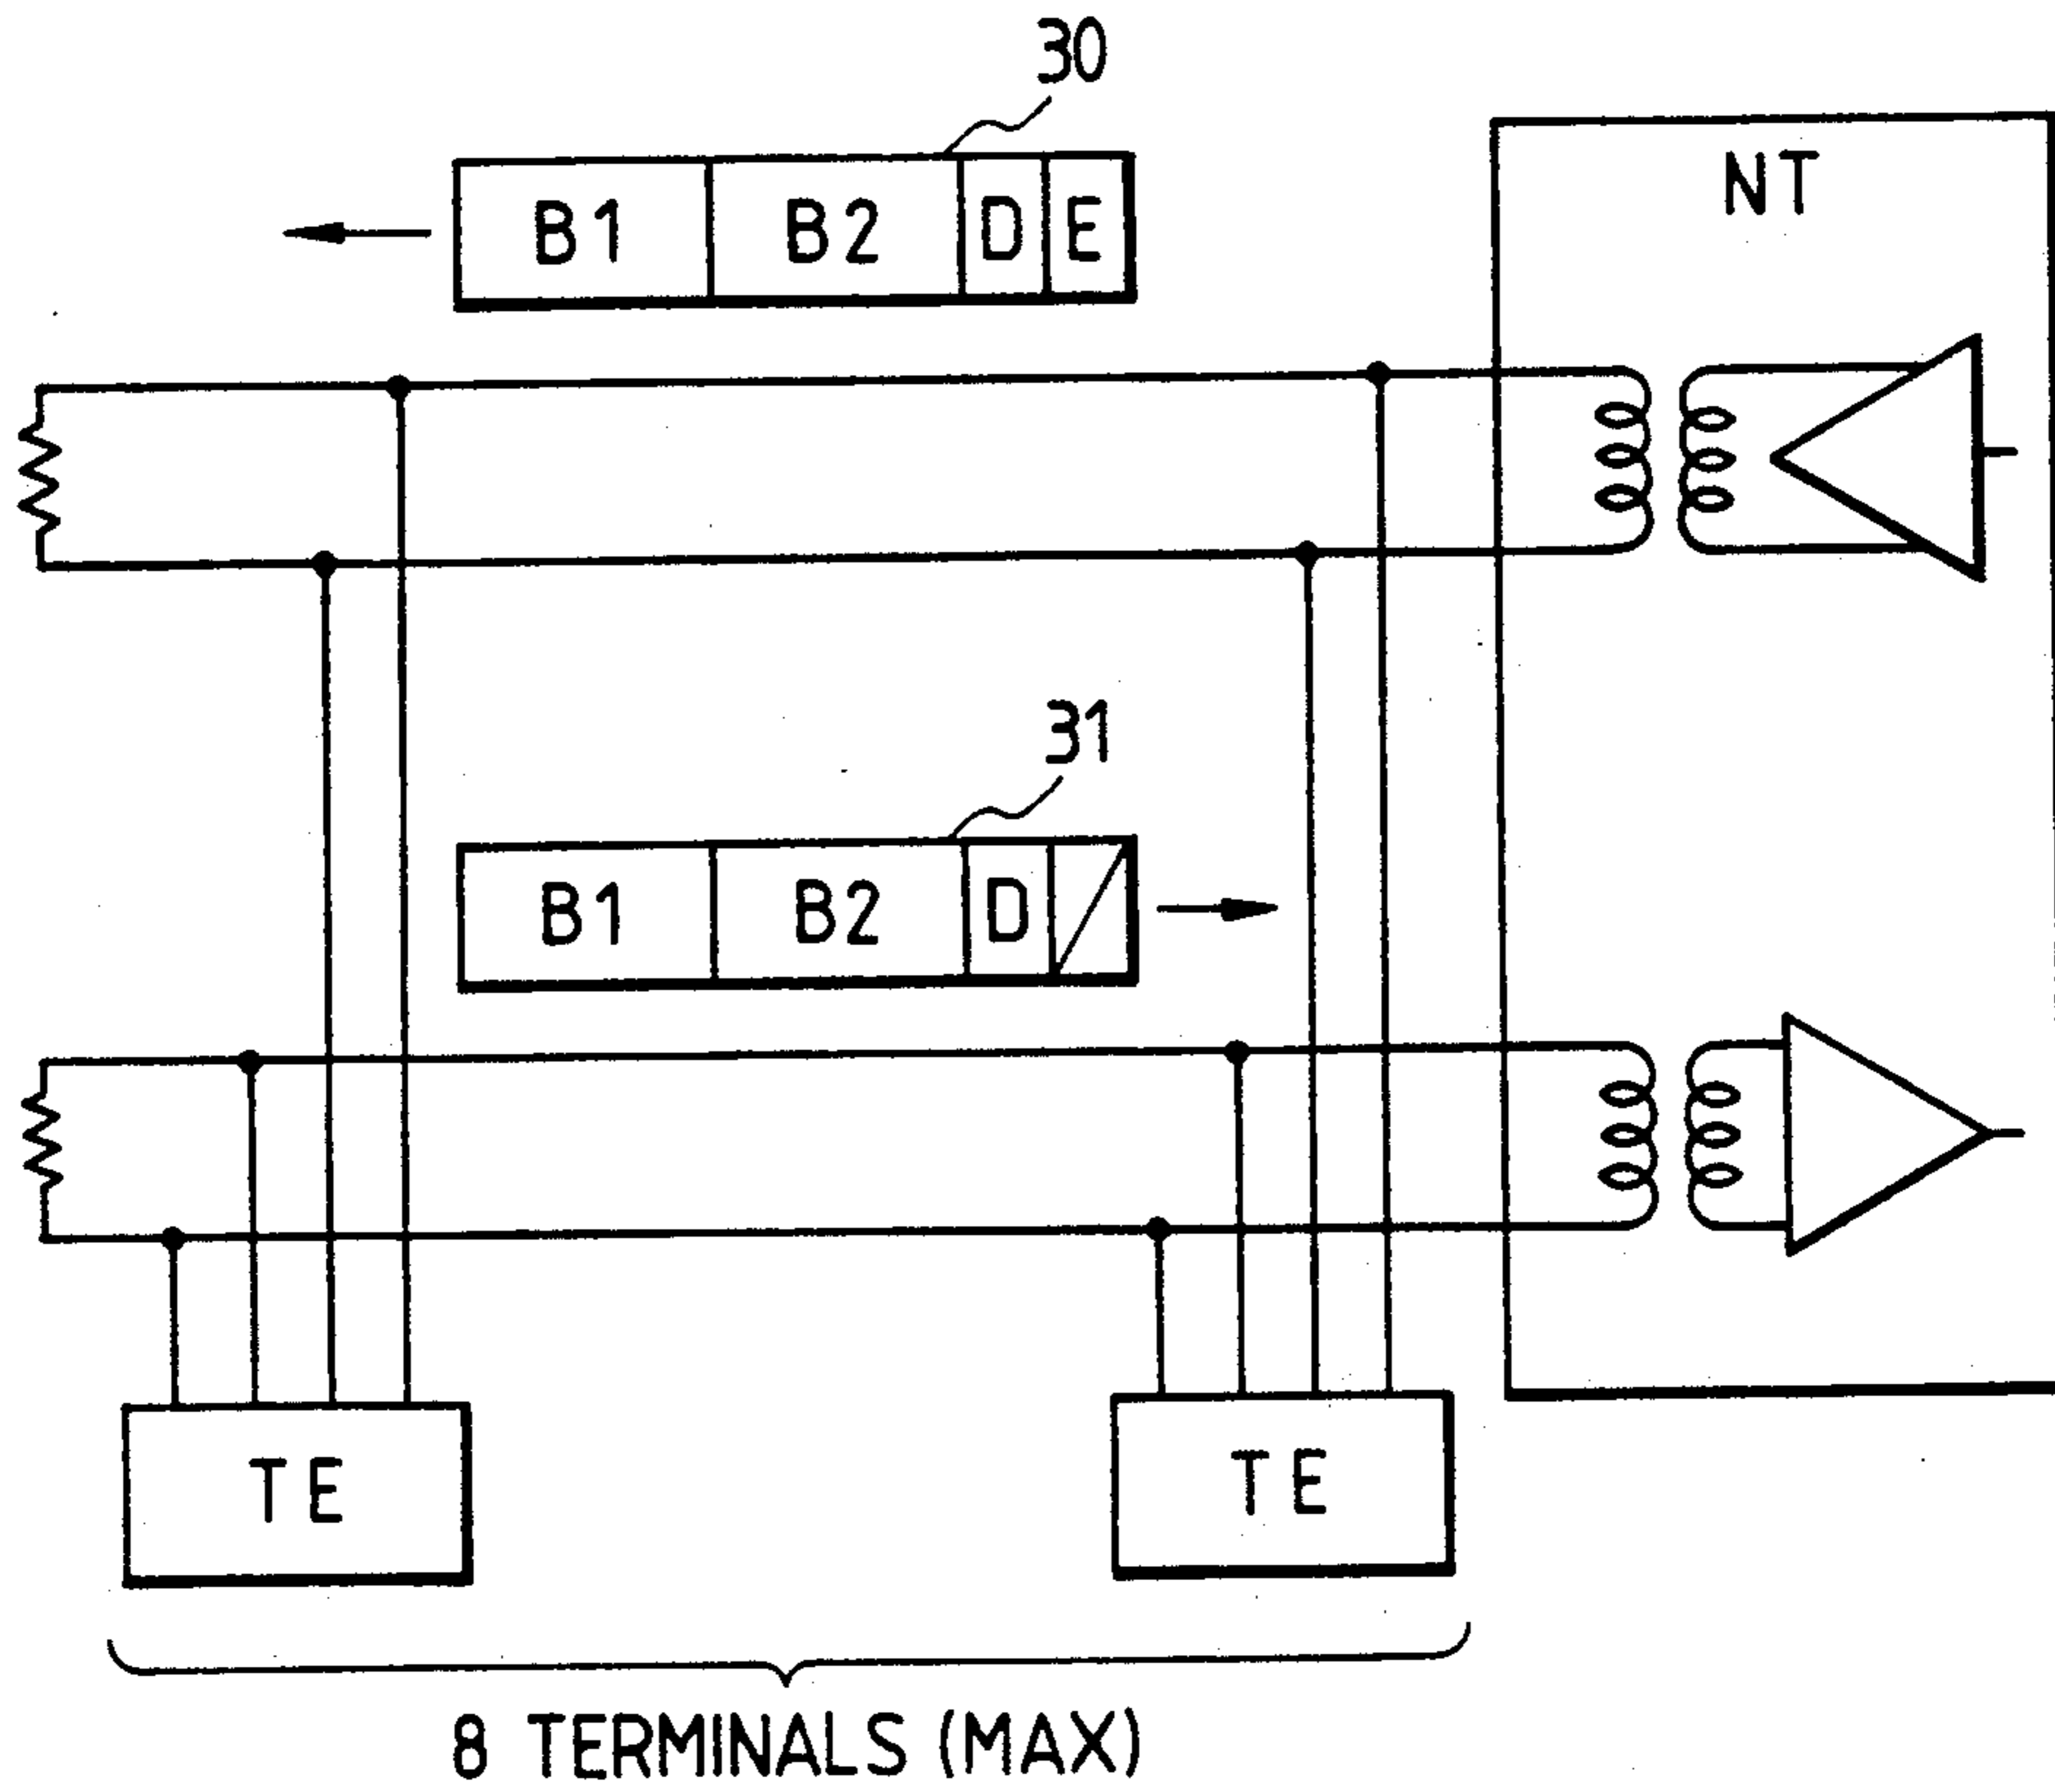 30
NT
B1 B2 D E
31
B1 B2 D
TE TE
8 TERMINALS (MAX)